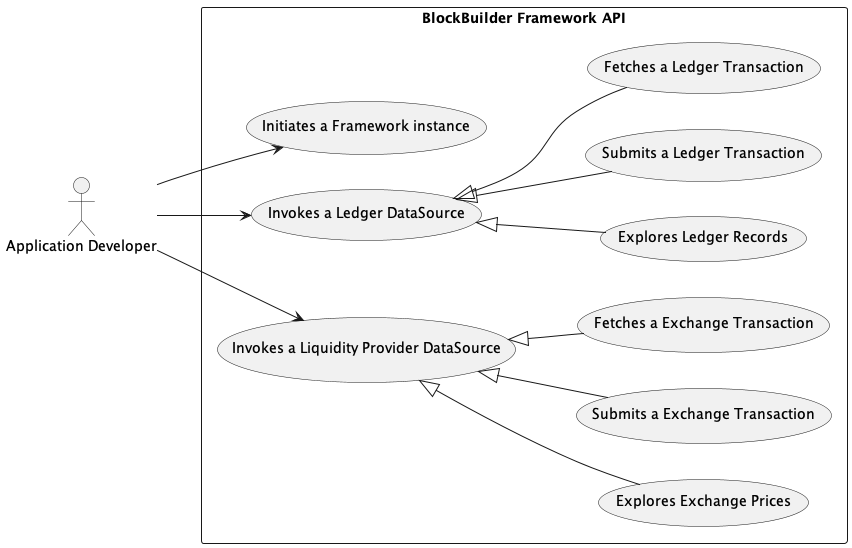 BlockBuilder Framework API
Fetches a Ledger Transaction
Initiates a Framework instance
Submits a Ledger Transaction
Invokes a Ledger DataSource
Explores Ledger Records
Application Developer
Fetches a Exchange Transaction
Invokes a Liquidity Provider DataSource
Submits a Exchange Transaction
Explores Exchange Prices